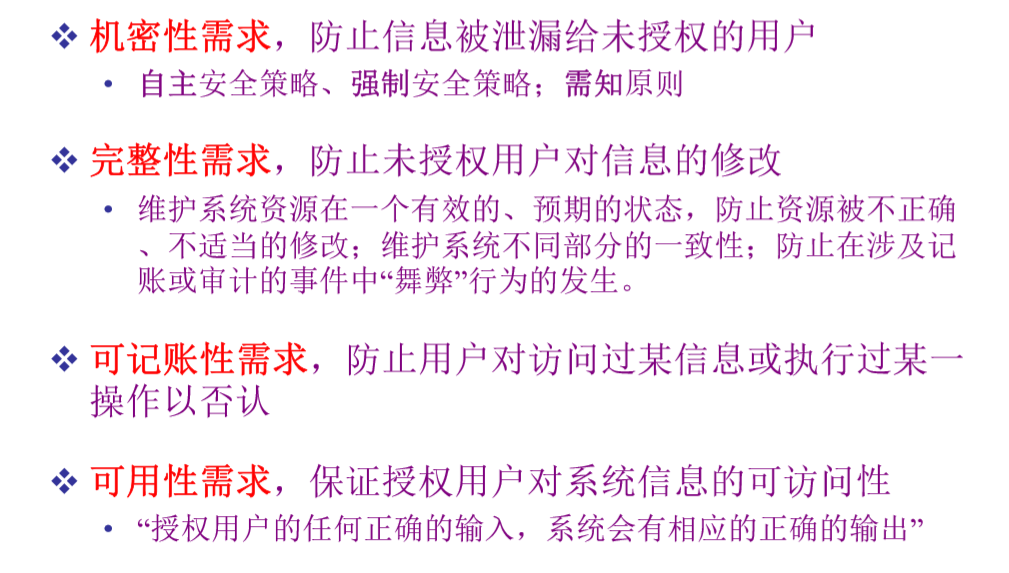 ❖ 机密性需求，防止信息被泄漏给未授权的用户
• 自主安全策略、强制安全策略；需知原则
❖ 完整性需求，防止未授权用户对信息的修改
• 维护系统资源在一个有效的、预期的状态，防止资源被不正确
、不适当的修改；维护系统不同部分的一致性；防止在涉及记
账或审计的事件中“舞弊”行为的发生。
❖ 可记账性需求，防止用户对访问过某信息或执行过某一
操作以否认
❖ 可用性需求，保证授权用户对系统信息的可访问性
• “授权用户的任何正确的输入，系统会有相应的正确的输出”